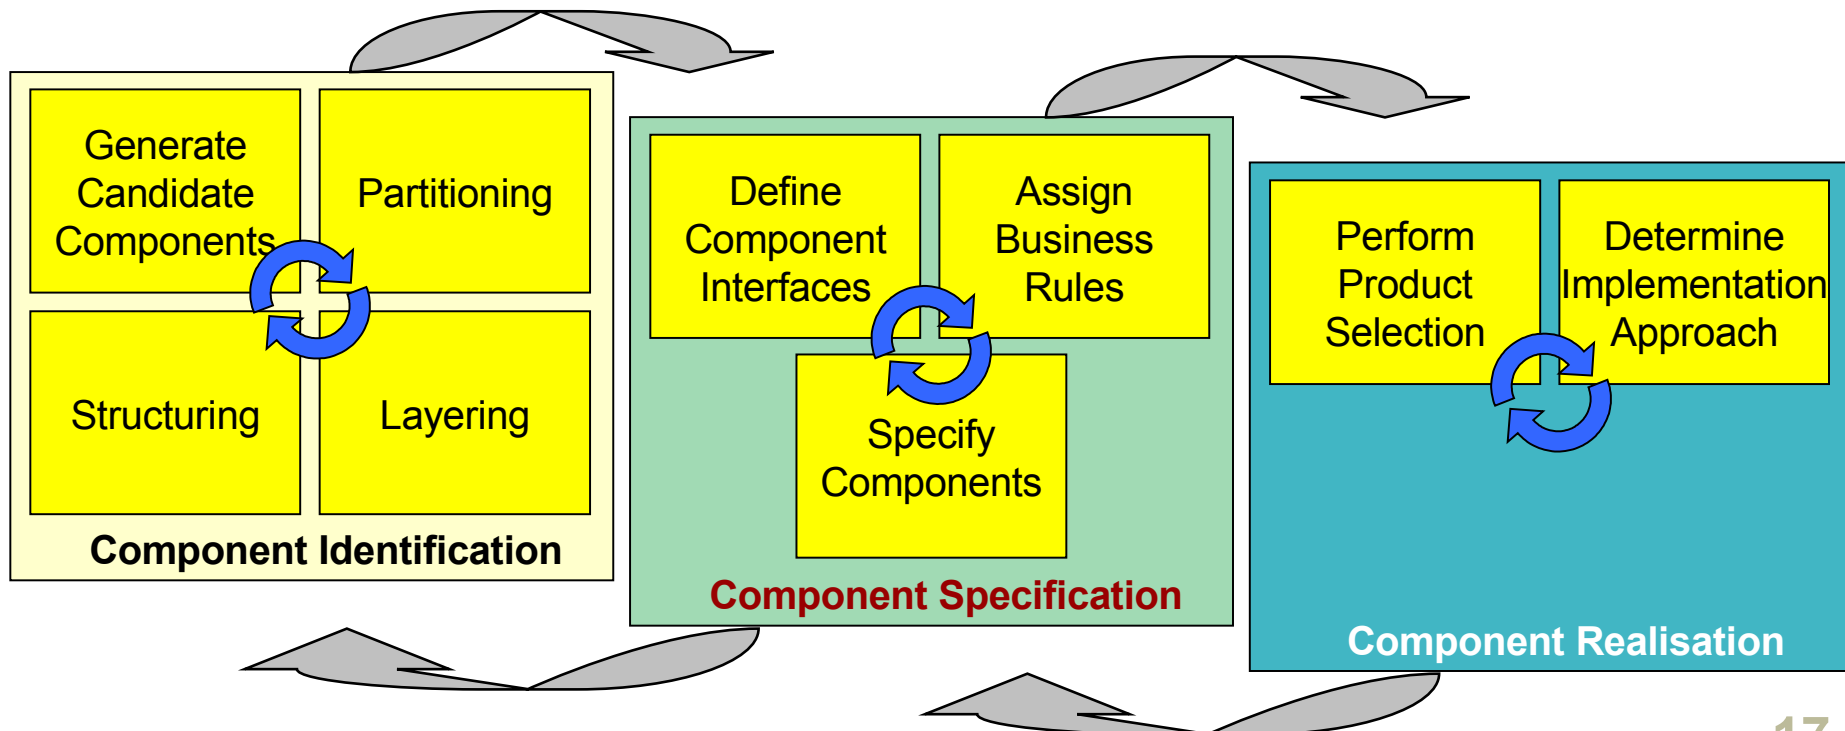 Generate
Candidate
Components
Partitioning
Structuring
Layering
Component Identification
Define
Component
Interfaces
Assign
Business
Rules
Specify
Components
Component Specification
Perform
Product
Selection
Determine
Implementation
Approach
Component Realisation
17